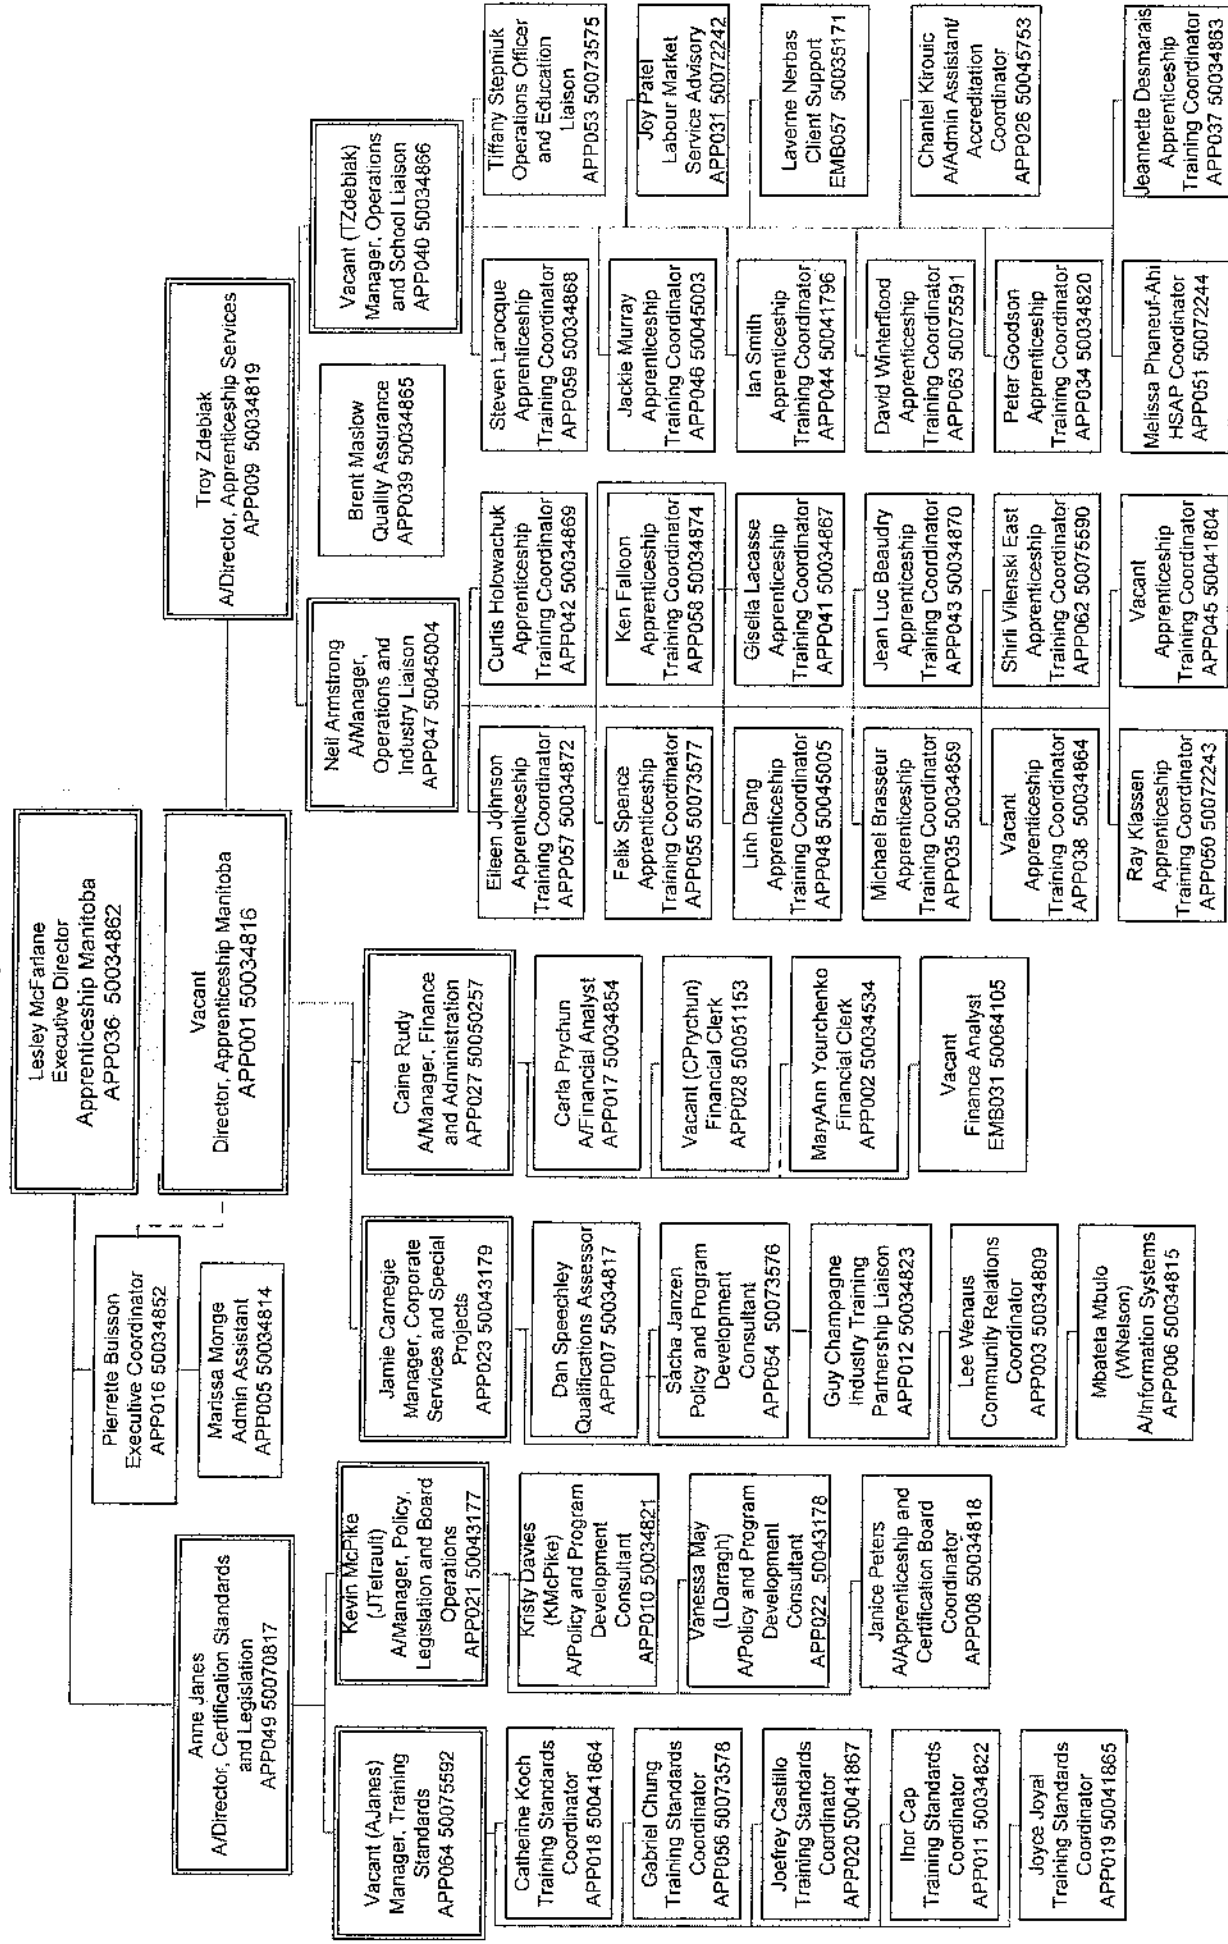 Lesley McFarlane
Executive Director
Apprenticeship Manitoba
APP036 50034862
Pierrette Buisson
Executive Coordinator
APP016 50034852
Marissa Monge
Admin Assistant
APP005 50034814
Vacant
Director, Apprenticeship Manitoba
APP001 50034816
Anne Janes
A/Director, Certification Standards
and Legislation
APP049 50070817
Troy Zdebiak
A/Director, Apprenticeship Services
APP009 50034819
Vacant (AJanes)
Manager, Training
Standards
APP064 50075592
Catherine Koch
Training Standards
Coordinator
APP018 50041864
Gabriel Chung
Training Standards
Coordinator
APP056 50073578
Joefrey Castillo
Training Standards
Coordinator
APP020 50041867
Ihor Cap
Training Standards
Coordinator
APP011 50034822
Joyce Joyal
Training Standards
Coordinator
APP019 50041865
Kevin McPike
(JTetrault)
A/Manager, Policy,
Legislation and Board
Operations
APP021 50043177
Kristy Davies
(KMcPike)
A/Policy and Program
Development
Consultant
APP010 50034821
Vanessa May
(LDarragh)
A/Policy and Program
Development
Consultant
APP022 50043178
Janice Peters
A/Apprenticeship and
Certification Board
Coordinator
APP008 50034818
Jamie Carnegie
Manager, Corporate
Services and Special
Projects
APP023 50043179
Dan Speechley
Qualifications Assessor
APP007 50034817
Sacha Janzen
Policy and Program
Development
Consultant
APP054 50073576
Guy Champagne
Industry Training
Partnership Liaison
APP012 50034823
Lee Wenaus
Community Relations
Coordinator
APP003 50034809
Mbateta Mbulo
(WNelson)
A/Information Systems
APP006 50034815
Caine Rudy
A/Manager, Finance
and Administration
APP027 50050257
Carla Prychun
A/Financial Analyst
APP017 50034854
Vacant (CPrychun)
Financial Clerk
APP028 50051153
MaryAnn Yourchenko
Financial Clerk
APP002 50034534
Vacant
Finance Analyst
EMB031 50064105
Neil Armstrong
A/Manager,
Operations and
Industry Liaison
APP047 50045004
Eileen Johnson
Apprenticeship
Training Coordinator
APP057 50034872
Felix Spence
Apprenticeship
Training Coordinator
APP055 50073577
Linh Dang
Apprenticeship
Training Coordinator
APP048 50045005
Michael Brasseur
Apprenticeship
Training Coordinator
APP035 50034859
Vacant
Apprenticeship
Training Coordinator
APP038 50034864
Ray Klassen
Apprenticeship
Training Coordinator
APP050 50072243
Curtis Holowachuk
Apprenticeship
Training Coordinator
APP042 50034869
Ken Falloon
Apprenticeship
Training Coordinator
APP058 50034874
Gisella Lacasse
Apprenticeship
Training Coordinator
APP041 50034867
Jean Luc Beaudry
Apprenticeship
Training Coordinator
APP043 50034870
Shirli Vilenski East
Apprenticeship
Training Coordinator
APP062 50075590
Vacant
Apprenticeship
Training Coordinator
APP045 50041804
Brent Maslow
Quality Assurance
APP039 50034865
Vacant (TZdebiak)
Manager, Operations
and School Liaison
APP040 50034866
Steven Larocque
Apprenticeship
Training Coordinator
APP059 50034868
Jackie Murray
Apprenticeship
Training Coordinator
APP046 50045003
Ian Smith
Apprenticeship
Training Coordinator
APP044 50041796
David Winterflood
Apprenticeship
Training Coordinator
APP063 50075591
Peter Goodson
Apprenticeship
Training Coordinator
APP034 50034820
Melissa Phaneuf-Ahi
HSAP Coordinator
APP051 50072244
Tiffany Stepniuk
Operations Officer
and Education
Liaison
APP053 50073575
Joy Patel
Labour Market
Service Advisory
APP031 50072242
Laverne Nerbas
Client Support
EMB057 50035171
Chantel Kirouic
A/Admin Assistant/
Accreditation
Coordinator
APP026 50045753
Jeannette Desmarais
Apprenticeship
Training Coordinator
APP037 50034863